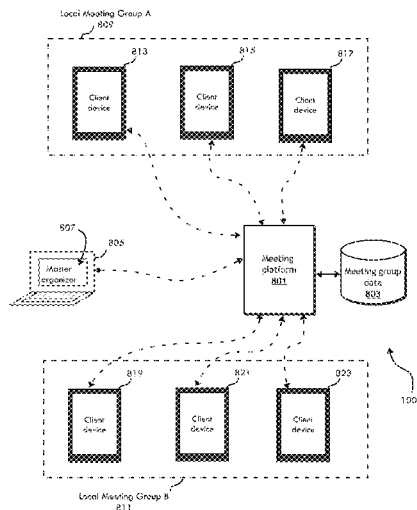 Local Meeting Group A
809
813
815
817
Client
device
Client
device
Client
device
807
805
Master
organizer
Meeting
platform
801
Meeting group
data
803
819
821
823
100
Client
device
Client
device
Client
device
Local Meeting Group B
811